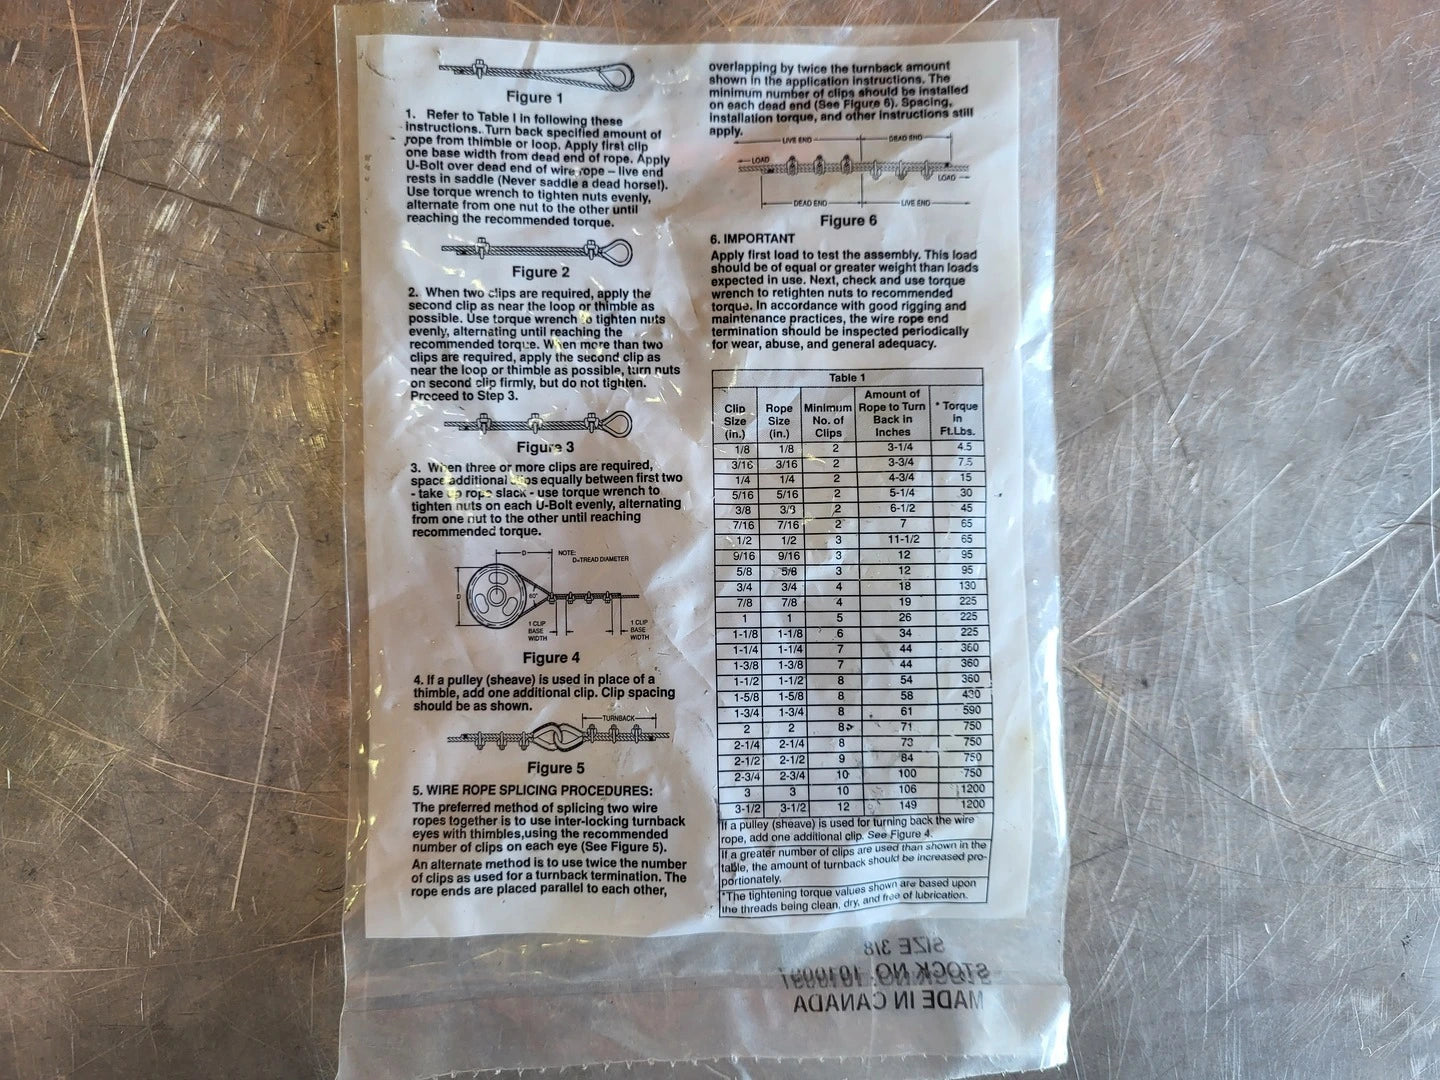 Figure 1
1. Refer to Table I in following these
instructions. Turn back specified amount of
rope from thimble or loop. Apply first clip
one base width from dead end of rope. Apply
U-Bolt over dead end of wire rope – live end
rests in saddle (Never saddle a dead horse!).
Use torque wrench to tighten nuts evenly,
alternate from one nut to the other until
reaching the recommended torque.
Figure 2
2. When two clips are required, apply the
second clip as near the loop or thimble as
possible. Use torque wrench to tighten nuts
evenly, alternating until reaching the
recommended torque. When more than two
clips are required, apply the second clip as
near the loop or thimble as possible, turn nuts
on second clip firmly, but do not tighten.
Proceed to Step 3.
Figure 3
3. When three or more clips are required,
space additional clips equally between first two
- take up rope slack - use torque wrench to
tighten nuts on each U-Bolt evenly, alternating
from one nut to the other until reaching
recommended torque.
D
NOTE:
D=TREAD DIAMETER
D
60°
1 CLIP
BASE
WIDTH
1 CLIP
BASE
WIDTH
Figure 4
4. If a pulley (sheave) is used in place of a
thimble, add one additional clip. Clip spacing
should be as shown.
TURNBACK
Figure 5
5. WIRE ROPE SPLICING PROCEDURES:
The preferred method of splicing two wire
ropes together is to use inter-locking turnback
eyes with thimbles,using the recommended
number of clips on each eye (See Figure 5).
An alternate method is to use twice the number
of clips as used for a turnback termination. The
rope ends are placed parallel to each other,
overlapping by twice the turnback amount
shown in the application instructions. The
minimum number of clips should be installed
on each dead end (See Figure 6). Spacing,
installation torque, and other instructions still
apply.
LIVE END DEAD END
LOAD
LOAD
DEAD END LIVE END
Figure 6
6. IMPORTANT
Apply first load to test the assembly. This load
should be of equal or greater weight than loads
expected in use. Next, check and use torque
wrench to retighten nuts to recommended
torque. In accordance with good rigging and
maintenance practices, the wire rope end
termination should be inspected periodically
for wear, abuse, and general adequacy.
Table 1
Clip Size (in.) Rope Size (in.) Minimum No. of Clips Amount of Rope to Turn Back in Inches * Torque in Ft.Lbs.
1/8 1/8 2 3-1/4 4.5
3/16 3/16 2 3-3/4 7.5
1/4 1/4 2 4-3/4 15
5/16 5/16 2 5-1/4 30
3/8 3/8 2 6-1/2 45
7/16 7/16 2 7 65
1/2 1/2 3 11-1/2 65
9/16 9/16 3 12 95
5/8 5/8 3 12 95
3/4 3/4 4 18 130
7/8 7/8 4 19 225
1 1 5 26 225
1-1/8 1-1/8 6 34 225
1-1/4 1-1/4 7 44 360
1-3/8 1-3/8 7 44 360
1-1/2 1-1/2 8 54 360
1-5/8 1-5/8 8 58 430
1-3/4 1-3/4 8 61 590
2 2 8 71 750
2-1/4 2-1/4 8 73 750
2-1/2 2-1/2 9 84 750
2-3/4 2-3/4 10 100 750
3 3 10 106 1200
3-1/2 3-1/2 12 149 1200
If a pulley (sheave) is used for turning back the wire
rope, add one additional clip. See Figure 4.
If a greater number of clips are used than shown in the
table, the amount of turnback should be increased pro-
portionately.
*The tightening torque values shown are based upon
the threads being clean, dry, and free of lubrication.
SIZE 3/8
STOCK NO.
MADE IN CANADA